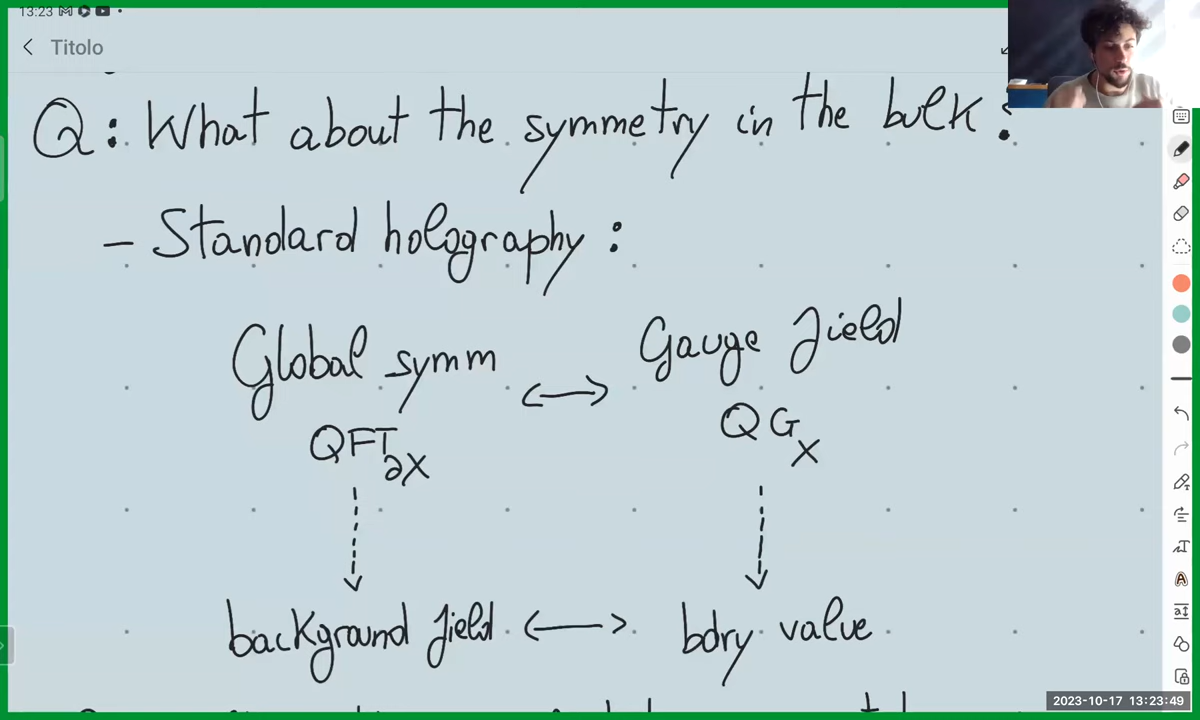 13:23
Titolo
Q: What about the symmetry in the bulk?
- Standard holography:
Global symm ⟷ Gauge field
QFT∂X QGX
background field ⟷ bdry value
2023-10-17 13:23:49